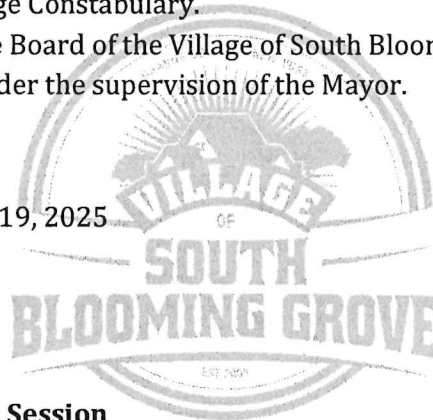 ge Constabulary.
e Board of the Village of South Bloom
der the supervision of the Mayor.
19, 2025
VILLAGE
OF
SOUTH
BLOOMING GROVE
Session